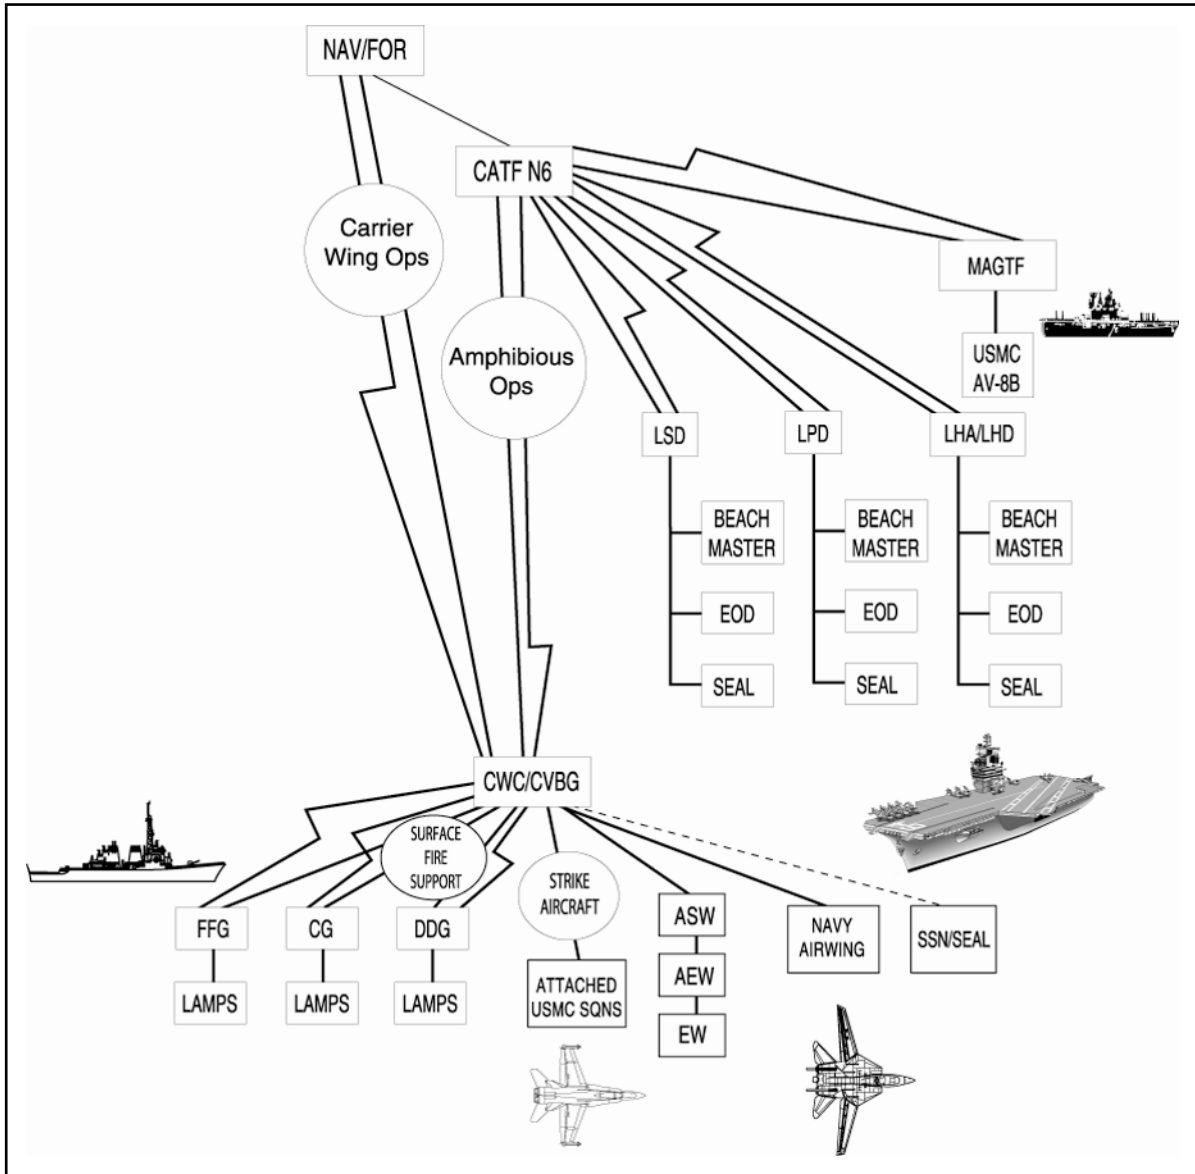 NAV/FOR
CATF N6
Carrier
Wing Ops
MAGTF
Amphibious
Ops
USMC
AV-8B
LSD
LPD
LHA/LHD
BEACH
MASTER
BEACH
MASTER
BEACH
MASTER
EOD
EOD
EOD
SEAL
SEAL
SEAL
CWC/CVBG
SURFACE
FIRE
SUPPORT
STRIKE
AIRCRAFT
FFG
CG
DDG
ASW
NAVY
AIRWING
SSN/SEAL
LAMPS
LAMPS
LAMPS
ATTACHED
USMC SQNS
AEW
EW